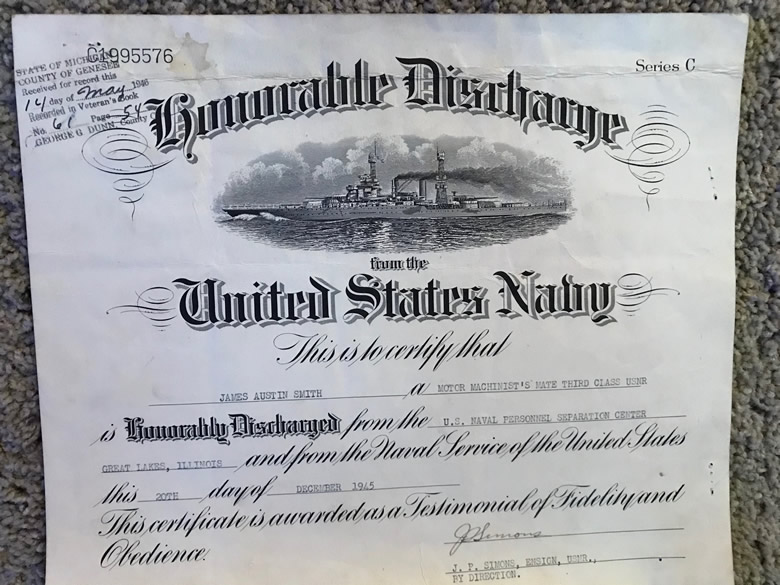 C1995576
Series C
STATE OF MICHIGAN
COUNTY OF GENESEE
Received for record this
14 day of May 1946
Recorded in Veteran's Book
No. 61 Page 54
GEORGE G DUNN, County
Honorable Discharge
from the
United States Navy
This is to certify that
JAMES AUSTIN SMITH a MOTOR MACHINIST'S MATE THIRD CLASS USNR
is Honorably Discharged from the U.S. NAVAL PERSONNEL SEPARATION CENTER
GREAT LAKES, ILLINOIS and from the Naval Service of the United States
this 20TH day of DECEMBER 1945
This certificate is awarded as a Testimonial of Fidelity and
Obedience.
J P Simons
J. P. SIMONS, ENSIGN, USNR.,
BY DIRECTION.